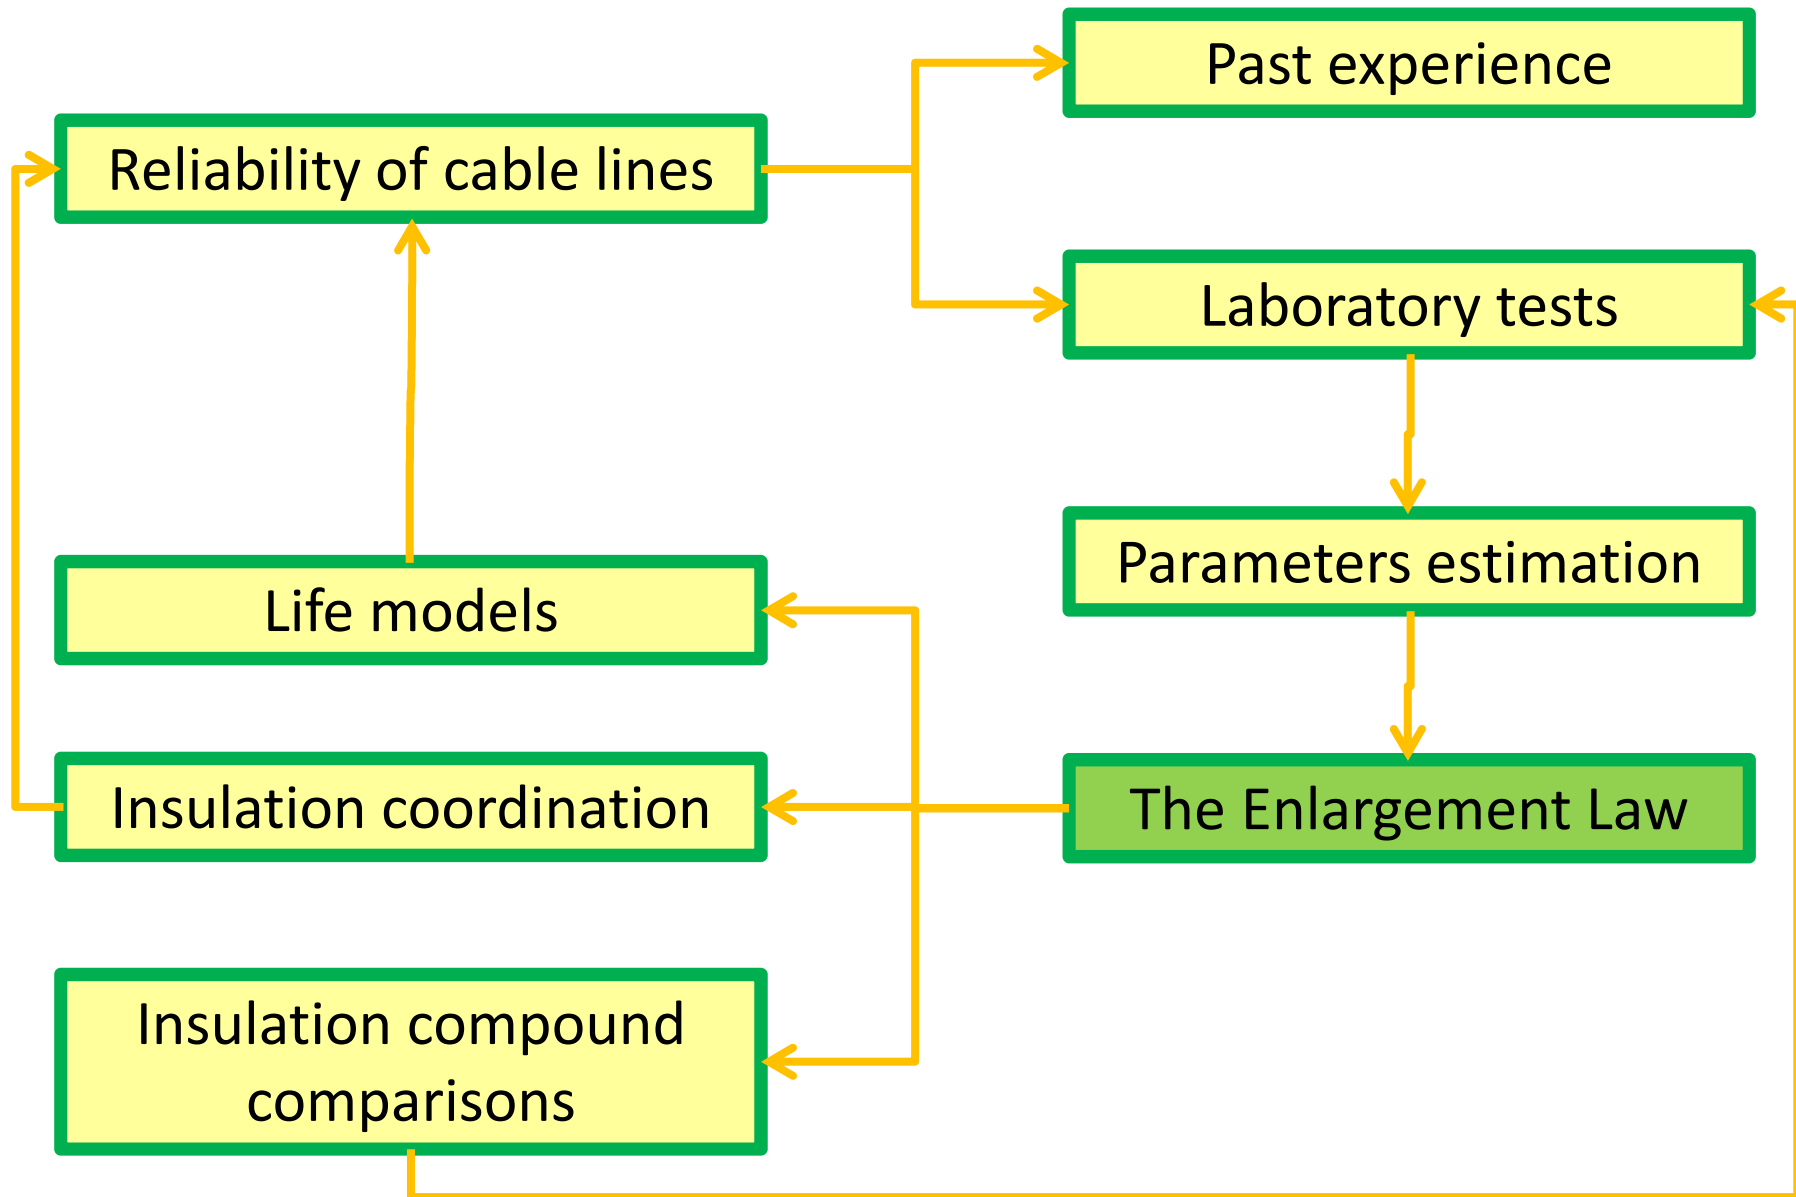 Past experience
Reliability of cable lines
Laboratory tests
Parameters estimation
Life models
Insulation coordination
The Enlargement Law
Insulation compound
comparisons